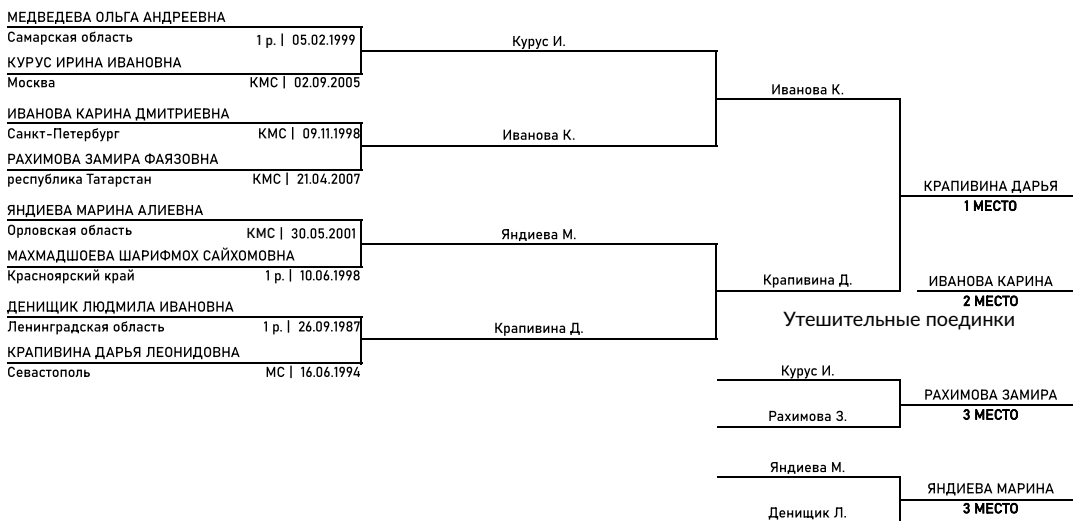 МЕДВЕДЕВА ОЛЬГА АНДРЕЕВНА
Самарская область 1 р. | 05.02.1999
КУРУС ИРИНА ИВАНОВНА
Москва КМС | 02.09.2005
ИВАНОВА КАРИНА ДМИТРИЕВНА
Санкт-Петербург КМС | 09.11.1998
РАХИМОВА ЗАМИРА ФАЯЗОВНА
республика Татарстан КМС | 21.04.2007
ЯНДИЕВА МАРИНА АЛИЕВНА
Орловская область КМС | 30.05.2001
МАХМАДШОЕВА ШАРИФМОХ САЙХОМОВНА
Красноярский край 1 р. | 10.06.1998
ДЕНИЩИК ЛЮДМИЛА ИВАНОВНА
Ленинградская область 1 р. | 26.09.1987
КРАПИВИНА ДАРЬЯ ЛЕОНИДОВНА
Севастополь МС | 16.06.1994
Курус И.
Иванова К.
Яндиева М.
Крапивина Д.
Иванова К.
Крапивина Д.
КРАПИВИНА ДАРЬЯ
1 МЕСТО
ИВАНОВА КАРИНА
2 МЕСТО
Утешительные поединки
Курус И.
Рахимова З.
РАХИМОВА ЗАМИРА
3 МЕСТО
Яндиева М.
Денищик Л.
ЯНДИЕВА МАРИНА
3 МЕСТО